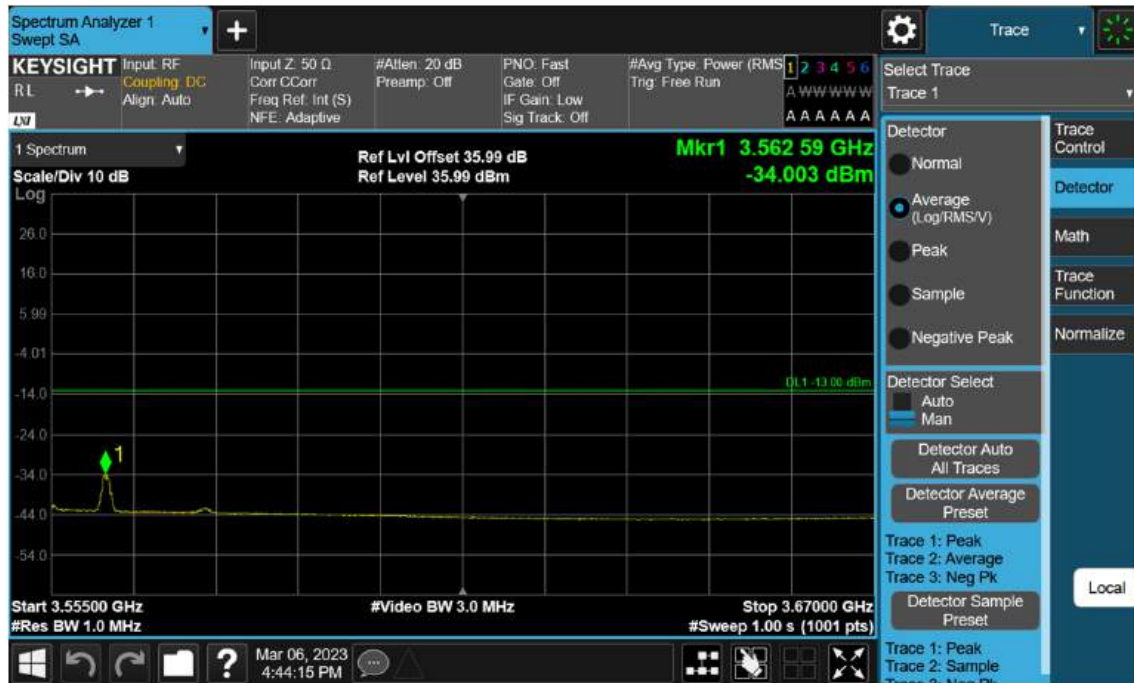 Spectrum Analyzer 1
Swept SA
+
Trace
KEYSIGHT
RL
LXI
Input: RF
Coupling: DC
Align: Auto
Input Z: 50 Ω
Corr CCorr
Freq Ref: Int (S)
NFE: Adaptive
#Atten: 20 dB
Preamp: Off
PNO: Fast
Gate: Off
IF Gain: Low
Sig Track: Off
#Avg Type: Power (RMS
Trig: Free Run
1 2 3 4 5 6
A W W W W W
A A A A A A
Select Trace
Trace 1
1 Spectrum
Scale/Div 10 dB
Log
Ref Lvl Offset 35.99 dB
Ref Level 35.99 dBm
Mkr1 3.562 59 GHz
-34.003 dBm
26.0
16.0
5.99
-4.01
-14.0
-24.0
-34.0
-44.0
-54.0
DL1 -13.00 dBm
1
Start 3.55500 GHz
#Res BW 1.0 MHz
#Video BW 3.0 MHz
Stop 3.67000 GHz
#Sweep 1.00 s (1001 pts)
Detector
Normal
Average
(Log/RMS/V)
Peak
Sample
Negative Peak
Detector Select
Auto
Man
Detector Auto
All Traces
Detector Average
Preset
Trace 1: Peak
Trace 2: Average
Trace 3: Neg Pk
Detector Sample
Preset
Trace 1: Peak
Trace 2: Sample
Trace 3: Neg Pk
Trace
Control
Detector
Math
Trace
Function
Normalize
Local
?
Mar 06, 2023
4:44:15 PM